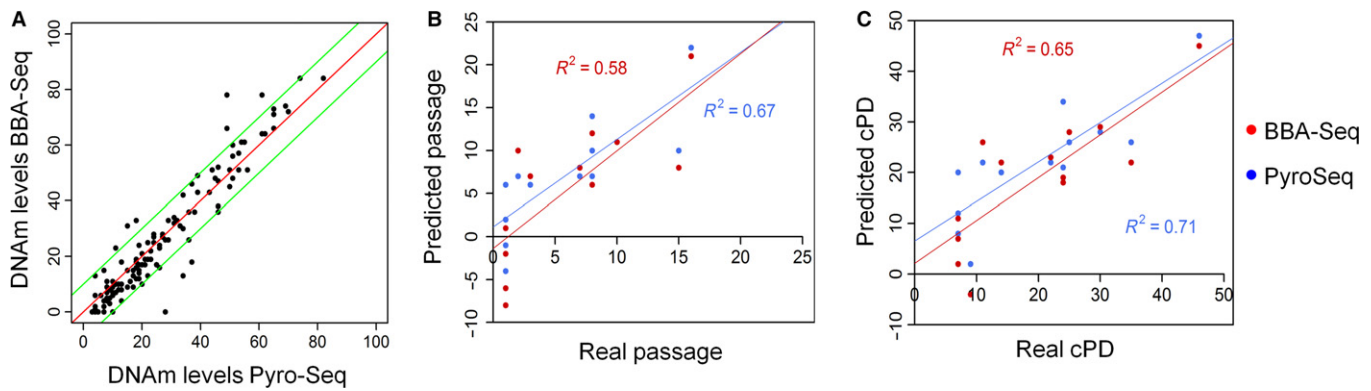 A
DNAm levels BBA-Seq
100
80
60
40
20
0
0 20 40 60 80 100
DNAm levels Pyro-Seq
B
Predicted passage
25
20
15
10
5
0
-5
-10
5 10 15 20 25
R² = 0.58
R² = 0.67
Real passage
C
Predicted cPD
50
40
30
20
10
0
-10
0 10 20 30 40 50
R² = 0.65
R² = 0.71
Real cPD
BBA-Seq
PyroSeq